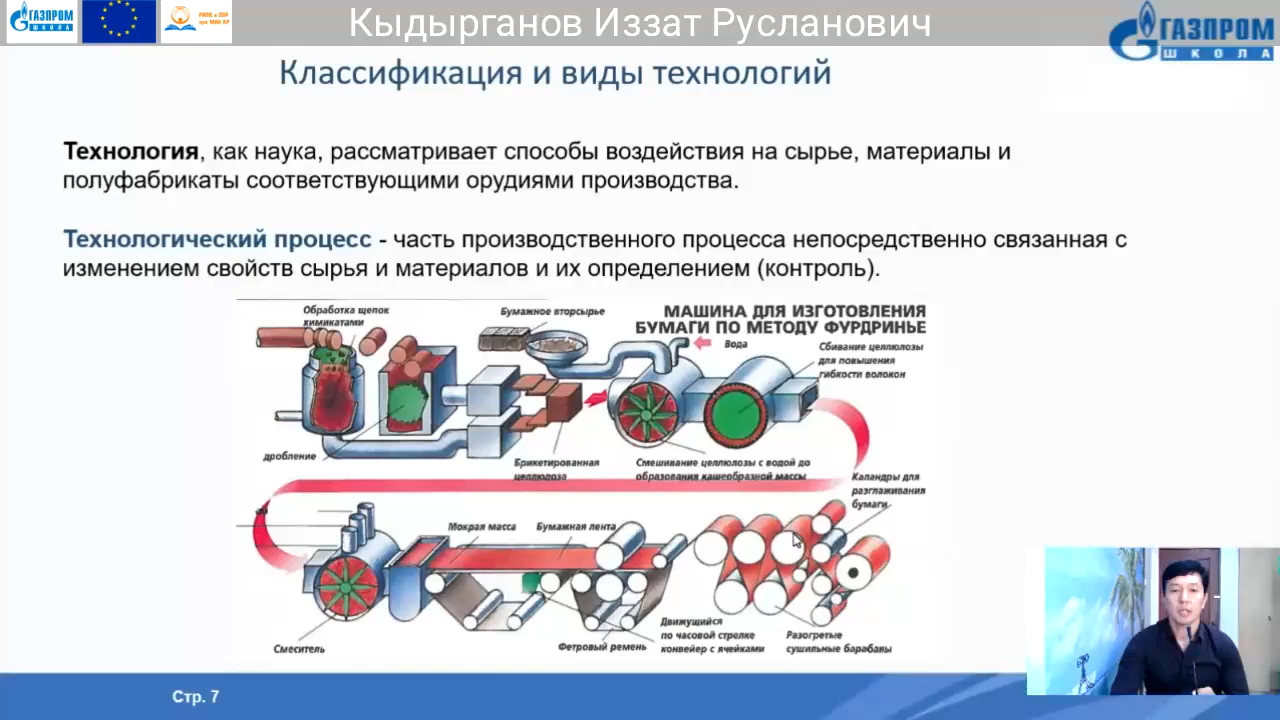 ГАЗПРОМ
ШКОЛА
Кыдырганов Иззат Русланович
ГАЗПРОМ
ШКОЛА
Классификация и виды технологий
Технология, как наука, рассматривает способы воздействия на сырье, материалы и
полуфабрикаты соответствующими орудиями производства.
Технологический процесс - часть производственного процесса непосредственно связанная с
изменением свойств сырья и материалов и их определением (контроль).
МАШИНА ДЛЯ ИЗГОТОВЛЕНИЯ
БУМАГИ ПО МЕТОДУ ФУРДРИНЬЕ
Обработка щепок
химикатами
Бумажное вторсырье
Вода
Сбивание целлюлозы
для повышения
гибкости волокон
дробление
Брикетированная
целлюлоза
Смешивание целлюлозы с водой до
образования кашеобразной массы
Каландры для
разглаживания
бумаги
Мокрая масса
Бумажная лента
Смеситель
Фетровый ремень
Движущийся
по часовой стрелке
конвейер с ячейками
Разогретые
сушильные барабаны
Стр. 7